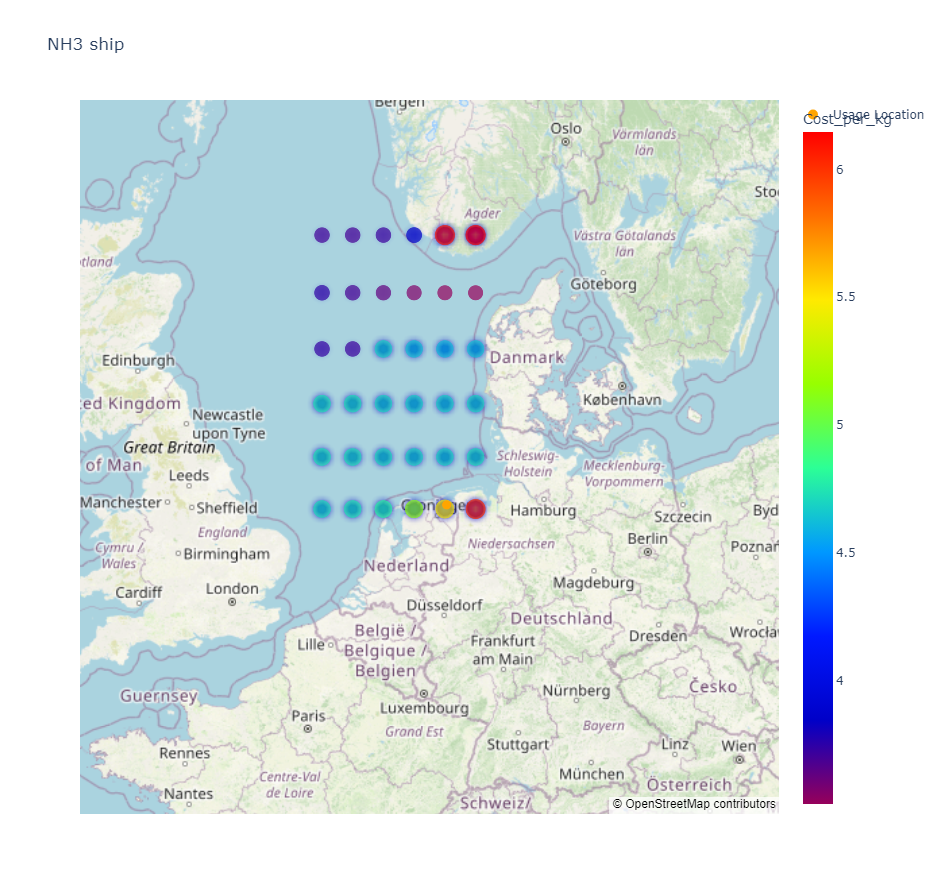 NH3 ship
Bergen
Oslo
Värmlands
län
Sto
Agder
Västra Götalands
län
otland
Göteborg
Danmark
Edinburgh
København
ted Kingdom
Newcastle
upon Tyne
Great Britain
of Man
Leeds
Schleswig-
Holstein
Mecklenburg-
Vorpommern
Manchester
Sheffield
Hamburg
Szczecin
Byd
England
Birmingham
Niedersachsen
Berlin
Poznań
Cymru /
Wales
Nederland
Cardiff
London
Magdeburg
Düsseldorf
Deutschland
België /
Belgique /
Belgien
Lille
Frankfurt
am Main
Dresden
Wrocła
Guernsey
Luxembourg
Nürnberg
Česko
Paris
Grand Est
Bayern
Rennes
Stuttgart
Linz
Wien
Nantes
Centre-Val
de Loire
München
Österreich
Schweiz/
© OpenStreetMap contributors
Usage Location
Cost_per_kg
6
5.5
5
4.5
4